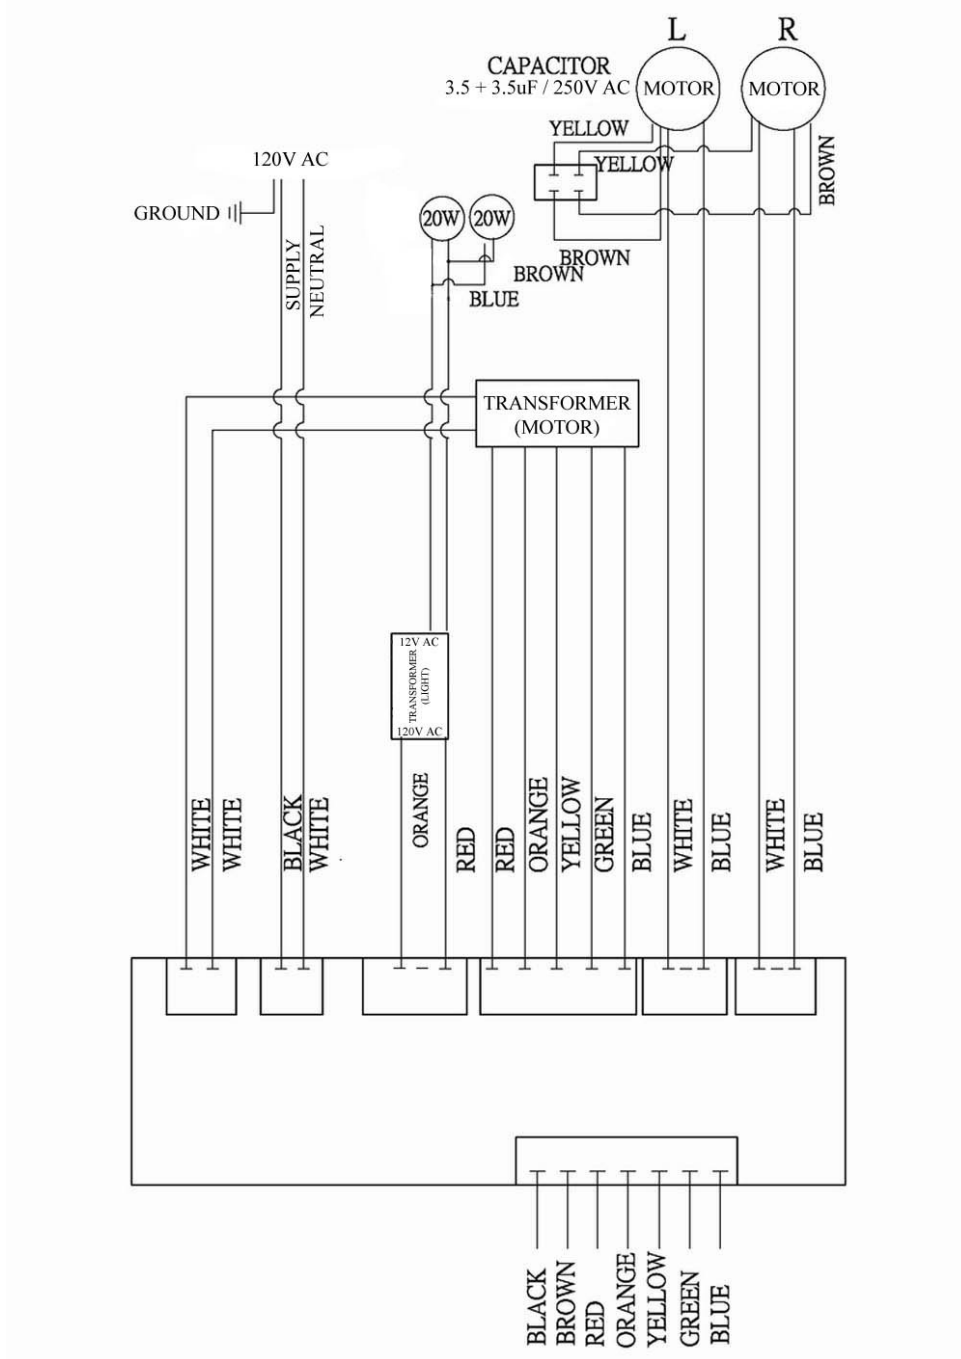 L
R
CAPACITOR
3.5 + 3.5uF / 250V AC
MOTOR
MOTOR
YELLOW
YELLOW
BROWN
120V AC
GROUND
SUPPLY
NEUTRAL
20W
20W
BROWN
BROWN
BLUE
TRANSFORMER
(MOTOR)
12V AC
TRANSFORMER
(LIGHT)
120V AC
WHITE
WHITE
BLACK
WHITE
ORANGE
RED
RED
ORANGE
YELLOW
GREEN
BLUE
WHITE
BLUE
WHITE
BLUE
BLACK
BROWN
RED
ORANGE
YELLOW
GREEN
BLUE